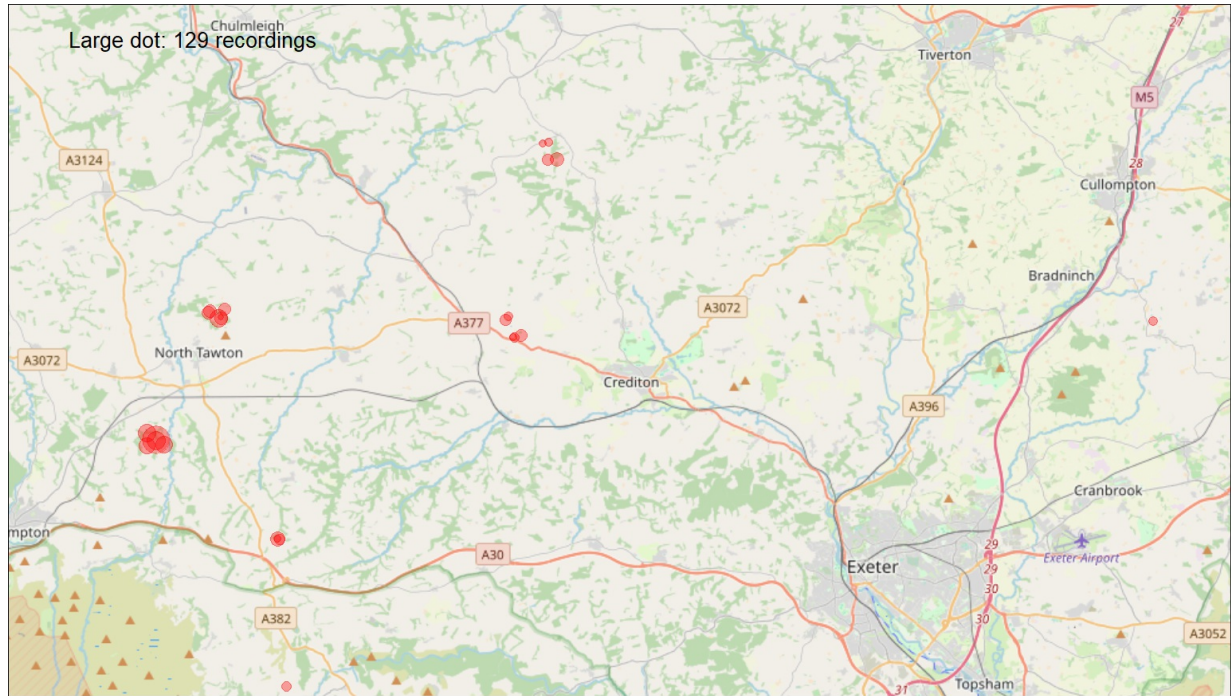 Chulmleigh
Large dot: 129 recordings
27
Tiverton
M5
A3124
28
Cullompton
Bradninch
A3072
A377
North Tawton
A3072
Crediton
A396
Cranbrook
mpton
29
Exeter Airport
A30
Exeter
29
30
A382
30
A3052
Topsham
31